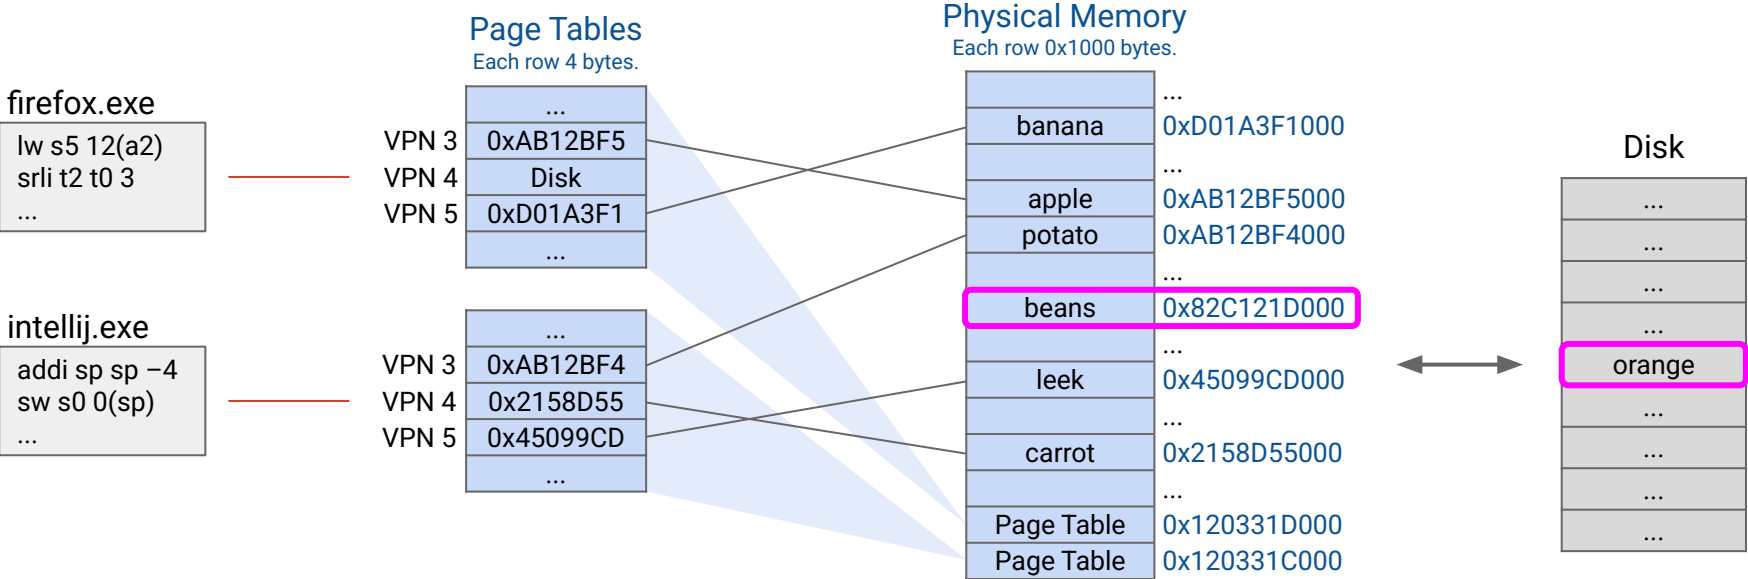 Page Tables
Each row 4 bytes.
Physical Memory
Each row 0x1000 bytes.
firefox.exe
lw s5 12(a2)
srli t2 t0 3
...
...
VPN 3 0xAB12BF5
VPN 4 Disk
VPN 5 0xD01A3F1
...
intellij.exe
addi sp sp –4
sw s0 0(sp)
...
...
VPN 3 0xAB12BF4
VPN 4 0x2158D55
VPN 5 0x45099CD
...
...
banana 0xD01A3F1000
...
apple 0xAB12BF5000
potato 0xAB12BF4000
...
beans 0x82C121D000
...
leek 0x45099CD000
...
carrot 0x2158D55000
...
Page Table 0x120331D000
Page Table 0x120331C000
Disk
...
...
...
...
orange
...
...
...
...